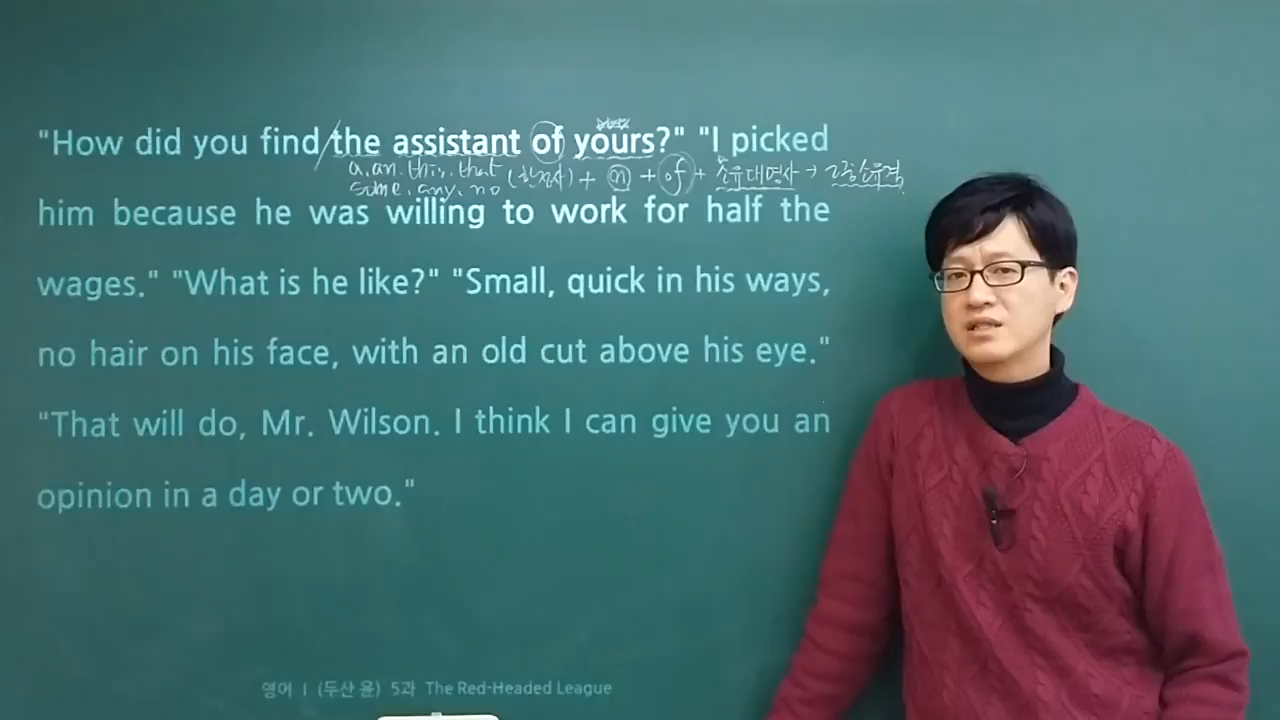 "How did you find the assistant of yours?" "I picked
a. an. this. that (한정사) + ⓝ + of + 소유대명사 → 2중소유격
some. any. no
him because he was willing to work for half the
wages." "What is he like?" "Small, quick in his ways,
no hair on his face, with an old cut above his eye."
"That will do, Mr. Wilson. I think I can give you an
opinion in a day or two."
영어 I (두산 윤) 5과 The Red-Headed League